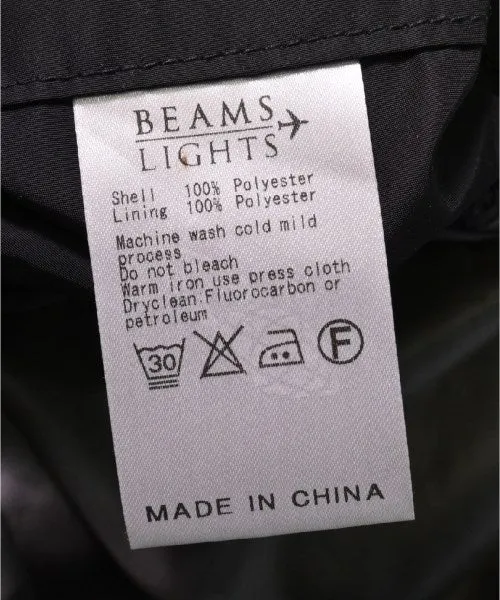 BEAMS
LIGHTS
Shell 100% Polyester
Lining 100% Polyester
Machine wash cold mild
process
Do not bleach
Warm iron use press cloth
Dryclean:Fluorocarbon or
petroleum
30
F
MADE IN CHINA